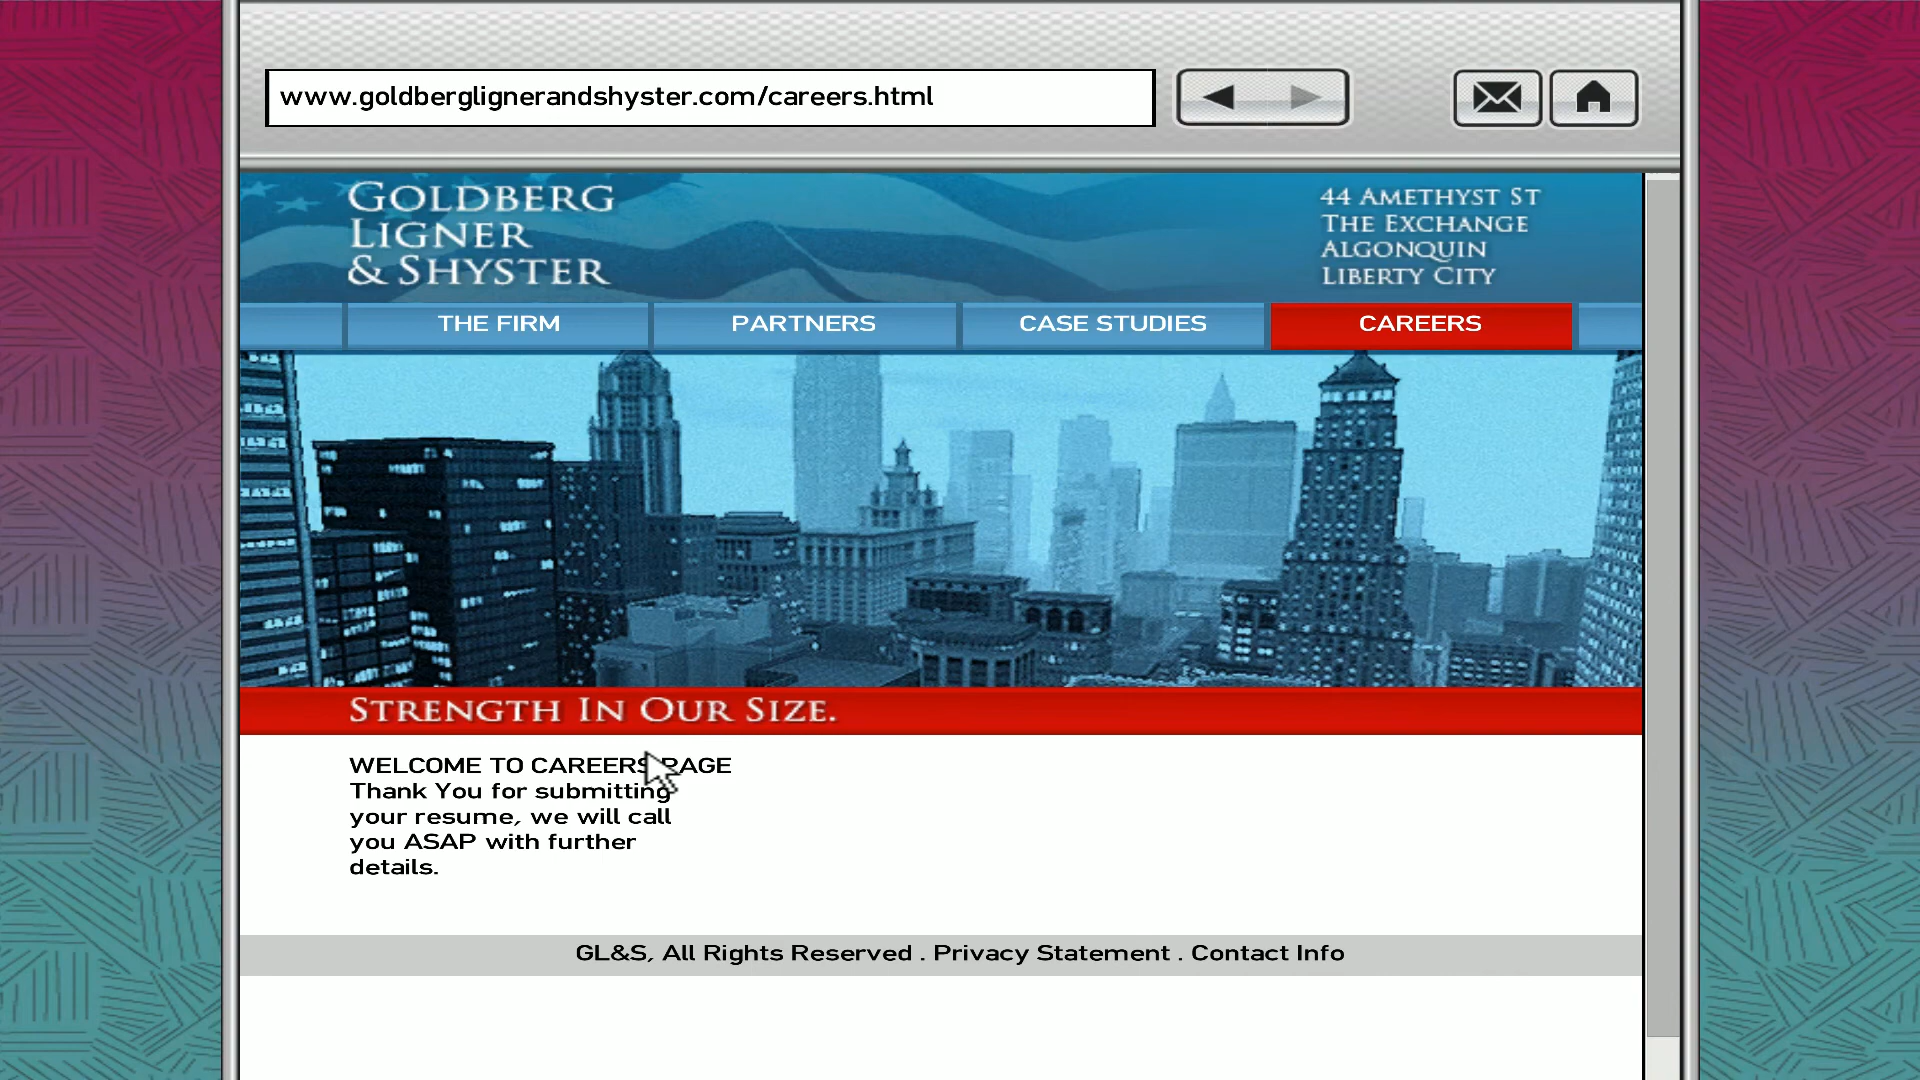 www.goldberglignerandshyster.com/careers.html
GOLDBERG
LIGNER
& SHYSTER
44 AMETHYST ST
THE EXCHANGE
ALGONQUIN
LIBERTY CITY
THE FIRM
PARTNERS
CASE STUDIES
CAREERS
STRENGTH IN OUR SIZE.
WELCOME TO CAREERS PAGE
Thank You for submitting
your resume, we will call
you ASAP with further
details.
GL&S, All Rights Reserved . Privacy Statement . Contact Info